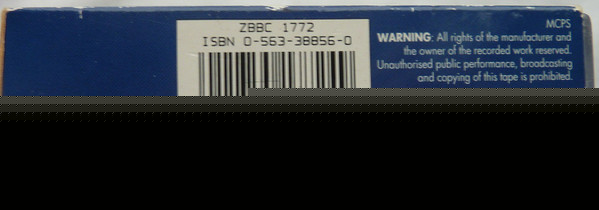 ZBBC 1772
ISBN 0-563-38856-0
MCPS
WARNING: All rights of the manufacturer and
the owner of the recorded work reserved.
Unauthorised public performance, broadcasting
and copying of this tape is prohibited.